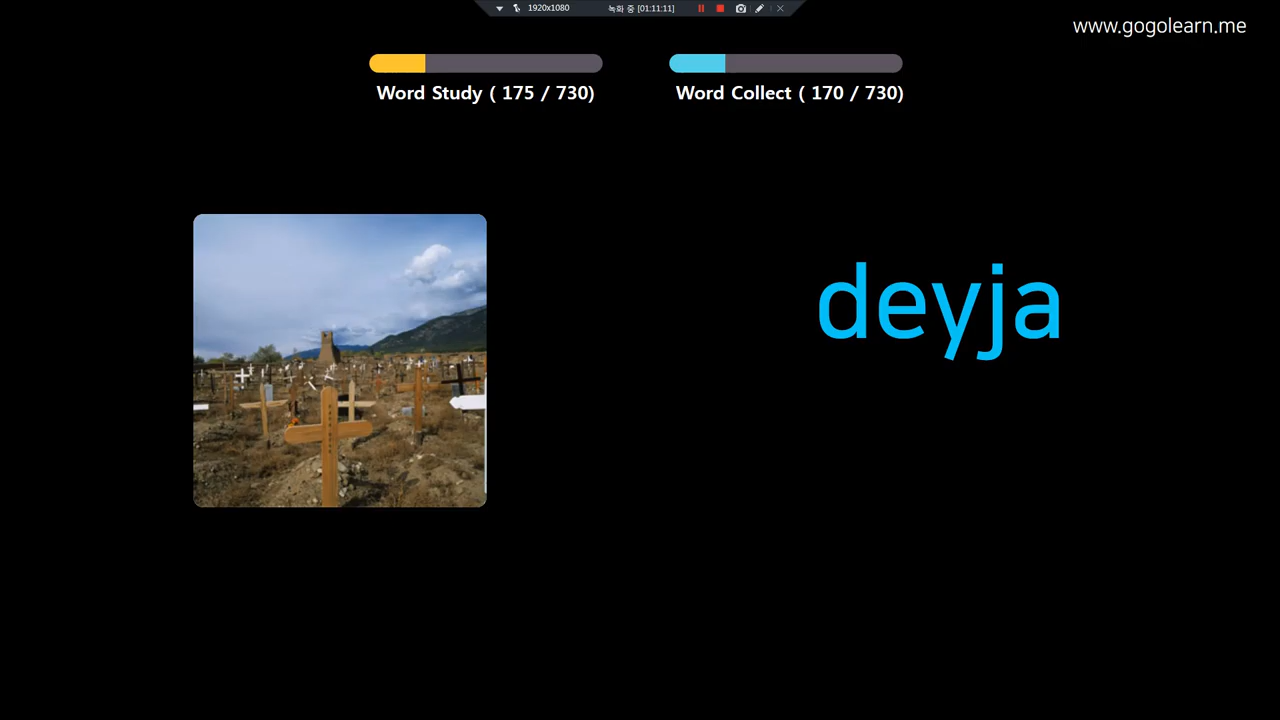 1920x1080 녹화 중 [01:11:11]
www.gogolearn.me
Word Study ( 175 / 730) Word Collect ( 170 / 730)
deyja